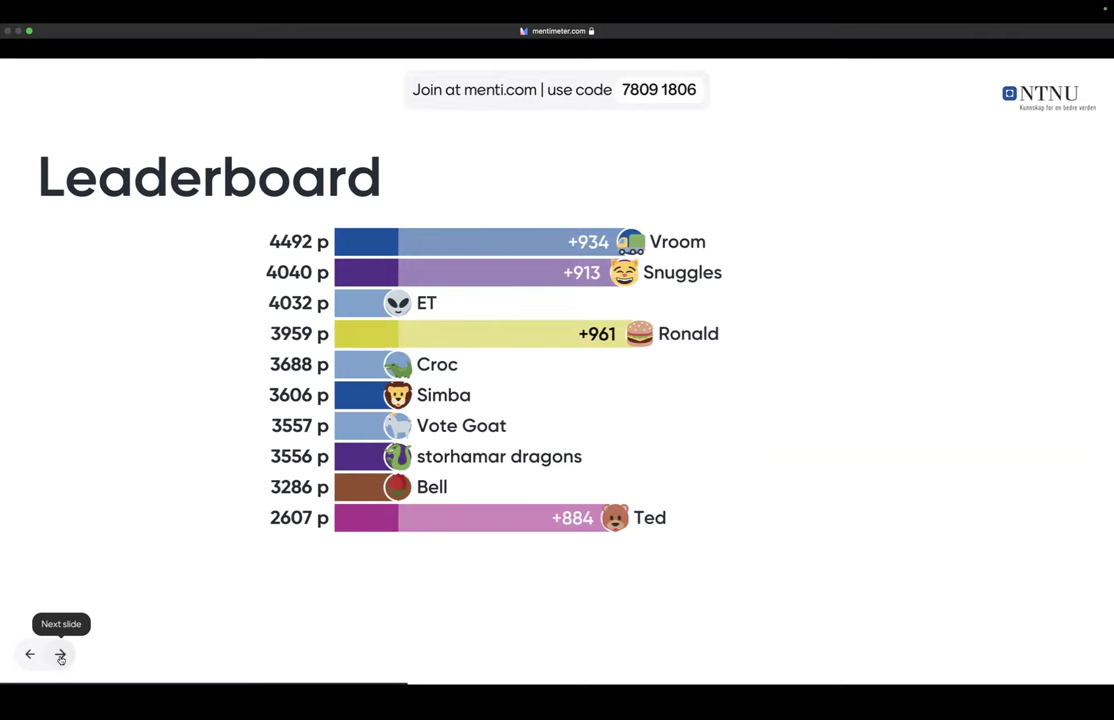 mentimeter.com
Join at menti.com | use code 7809 1806
NTNU
Kunnskap for en bedre verden
Leaderboard
4492 p +934 Vroom
4040 p +913 Snuggles
4032 p ET
3959 p +961 Ronald
3688 p Croc
3606 p Simba
3557 p Vote Goat
3556 p storhamar dragons
3286 p Bell
2607 p +884 Ted
Next slide